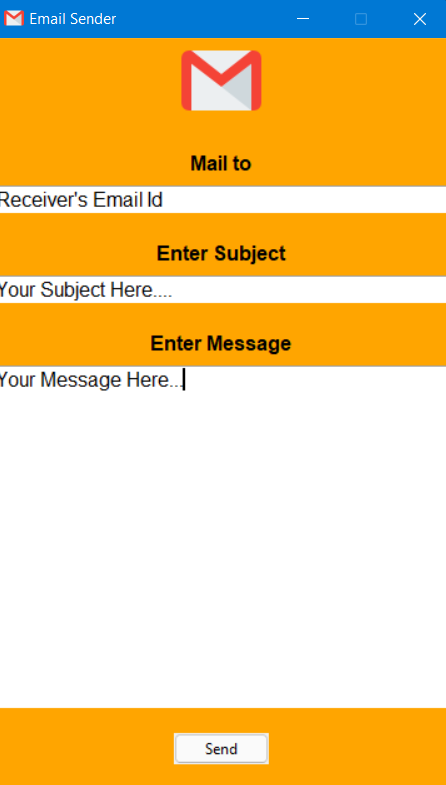 Email Sender
Mail to
Receiver's Email Id
Enter Subject
Your Subject Here....
Enter Message
Your Message Here...
Send